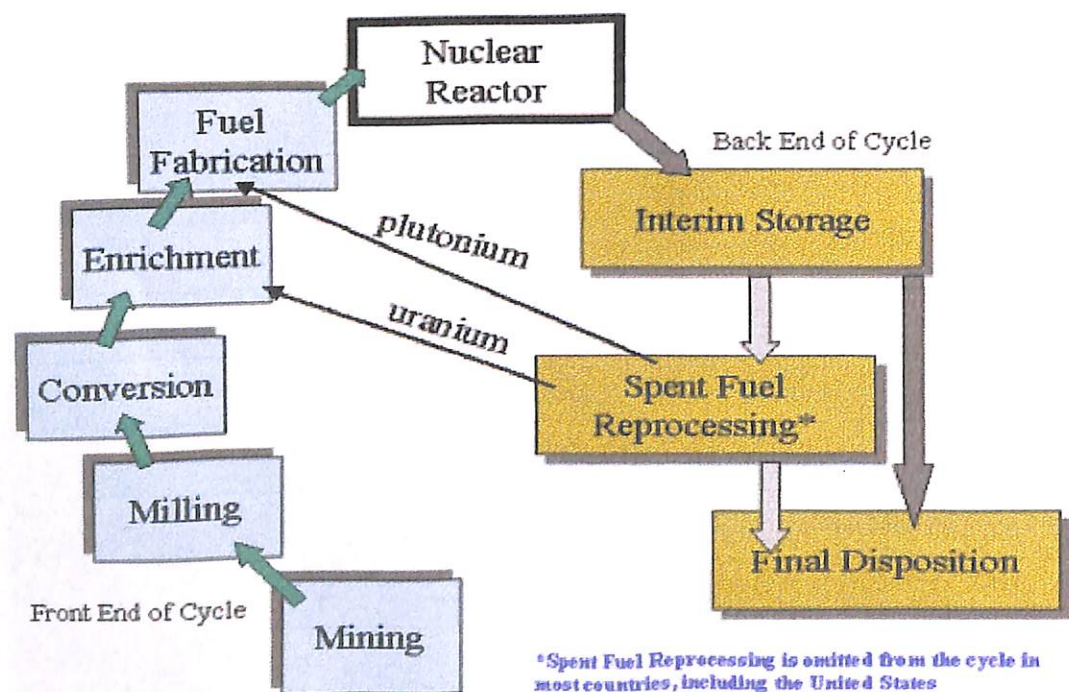 Nuclear
Reactor
Fuel
Fabrication
Back End of Cycle
Interim Storage
plutonium
Enrichment
uranium
Conversion
Spent Fuel
Reprocessing*
Milling
Final Disposition
Front End of Cycle
Mining
*Spent Fuel Reprocessing is omitted from the cycle in
most countries, including the United States